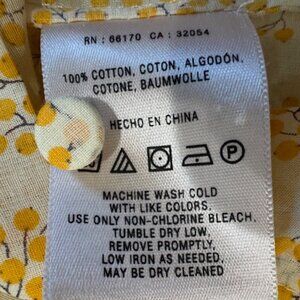 RN : 66170 CA : 32054
100% COTTON, COTON, ALGODÓN,
COTONE, BAUMWOLLE
HECHO EN CHINA
P
MACHINE WASH COLD
WITH LIKE COLORS.
USE ONLY NON-CHLORINE BLEACH.
TUMBLE DRY LOW,
REMOVE PROMPTLY,
LOW IRON AS NEEDED,
MAY BE DRY CLEANED